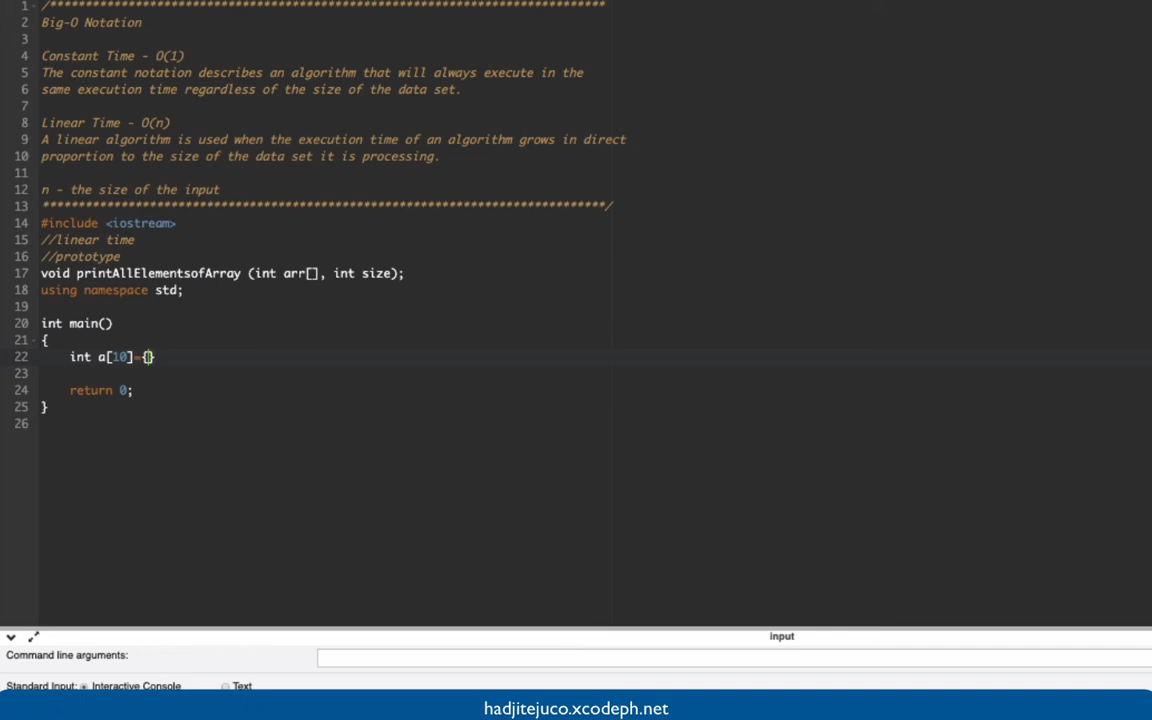 1 /*******************************************************************************
2 Big-O Notation
3
4 Constant Time - O(1)
5 The constant notation describes an algorithm that will always execute in the
6 same execution time regardless of the size of the data set.
7
8 Linear Time - O(n)
9 A linear algorithm is used when the execution time of an algorithm grows in direct
10 proportion to the size of the data set it is processing.
11
12 n - the size of the input
13 *******************************************************************************/
14 #include <iostream>
15 //linear time
16 //prototype
17 void printAllElementsofArray (int arr[], int size);
18 using namespace std;
19
20 int main()
21 {
22 int a[10]={}
23
24 return 0;
25 }
26
input
Command line arguments:
Standard Input: Interactive Console Text
hadjitejuco.xcodeph.net